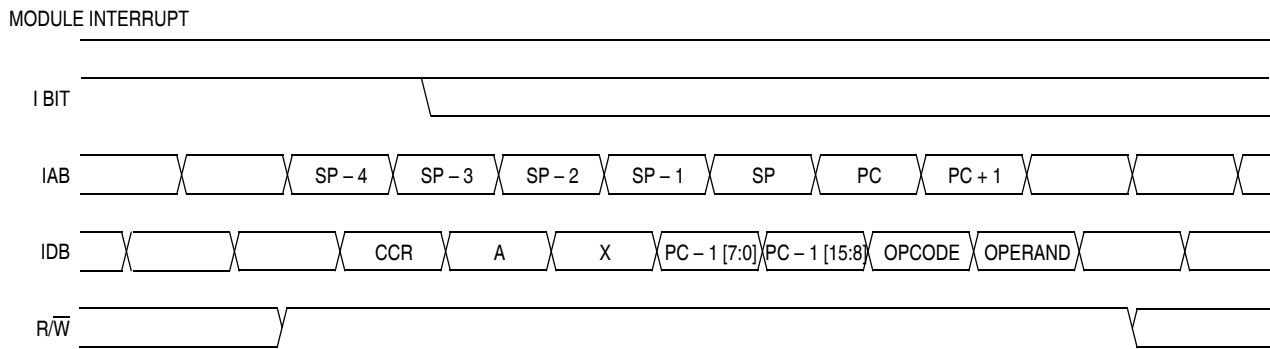 MODULE INTERRUPT
I BIT
IAB SP – 4 SP – 3 SP – 2 SP – 1 SP PC PC + 1
IDB CCR A X PC – 1 [7:0] PC – 1 [15:8] OPCODE OPERAND
R/W̅